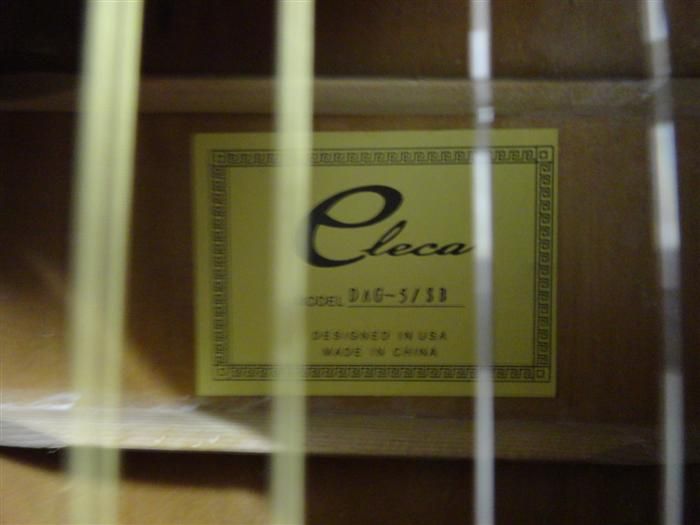 eleca
MODEL DAG-5/SB
DESIGNED IN USA
MADE IN CHINA